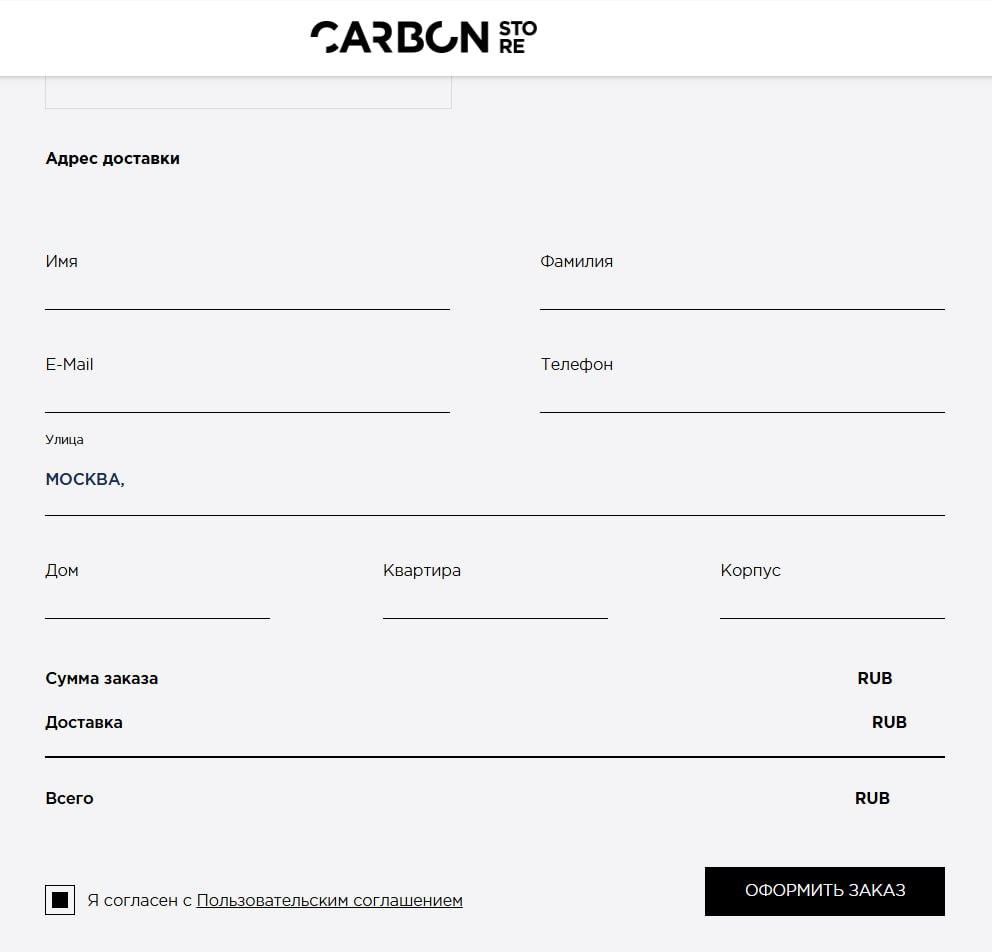 CARBON STO
RE
Адрес доставки
Имя Фамилия
E-Mail Телефон
Улица
МОСКВА,
Дом Квартира Корпус
Сумма заказа RUB
Доставка RUB
Всего RUB
Я согласен с Пользовательским соглашением ОФОРМИТЬ ЗАКАЗ